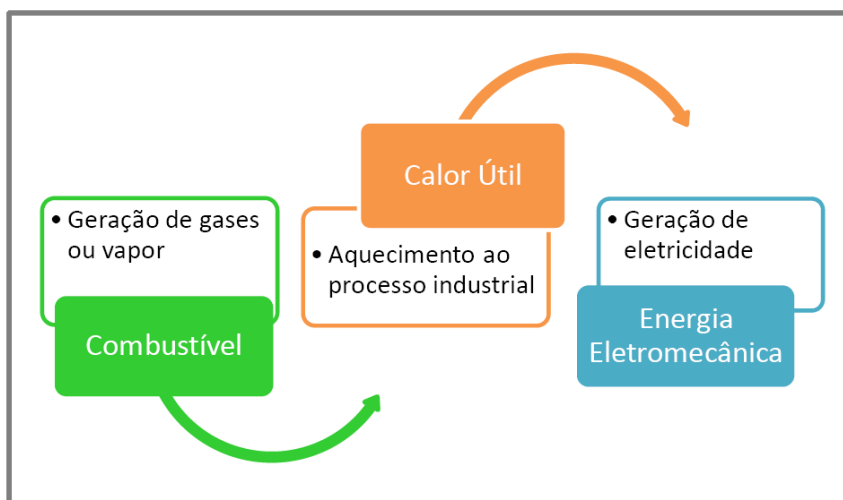 • Geração de gases
ou vapor
Combustível
Calor Útil
• Aquecimento ao
processo industrial
• Geração de
eletricidade
Energia
Eletromecânica